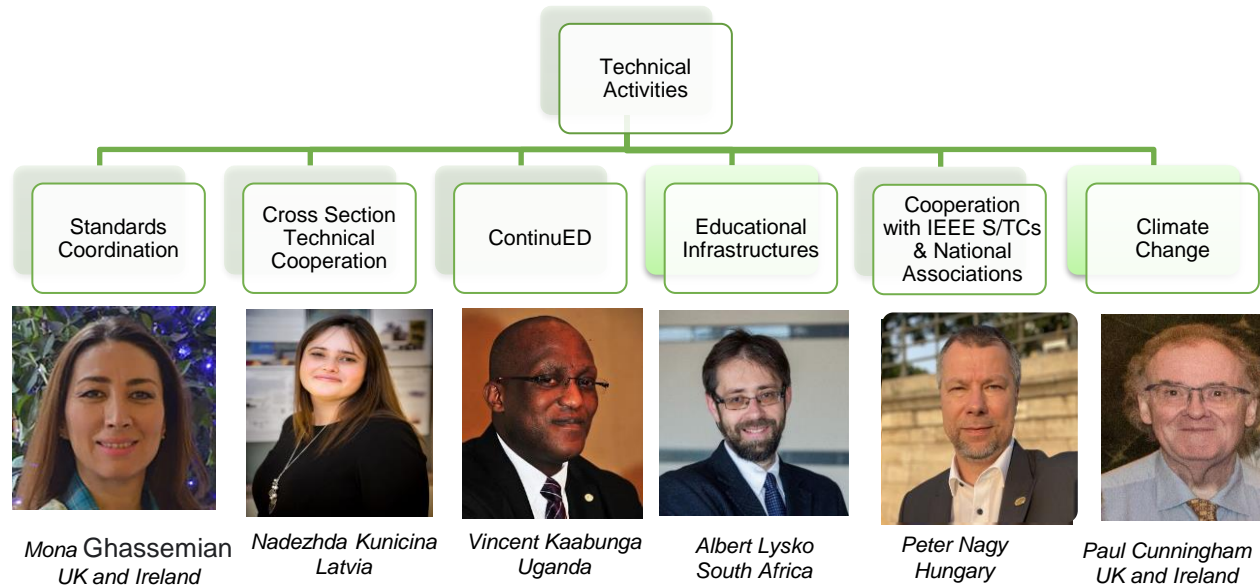 Technical
Activities
Standards
Coordination
Cross Section
Technical
Cooperation
ContinuED
Educational
Infrastructures
Cooperation
with IEEE S/TCs
& National
Associations
Climate
Change
Mona Ghassemian
UK and Ireland
Nadezhda Kunicina
Latvia
Vincent Kaabunga
Uganda
Albert Lysko
South Africa
Peter Nagy
Hungary
Paul Cunningham
UK and Ireland